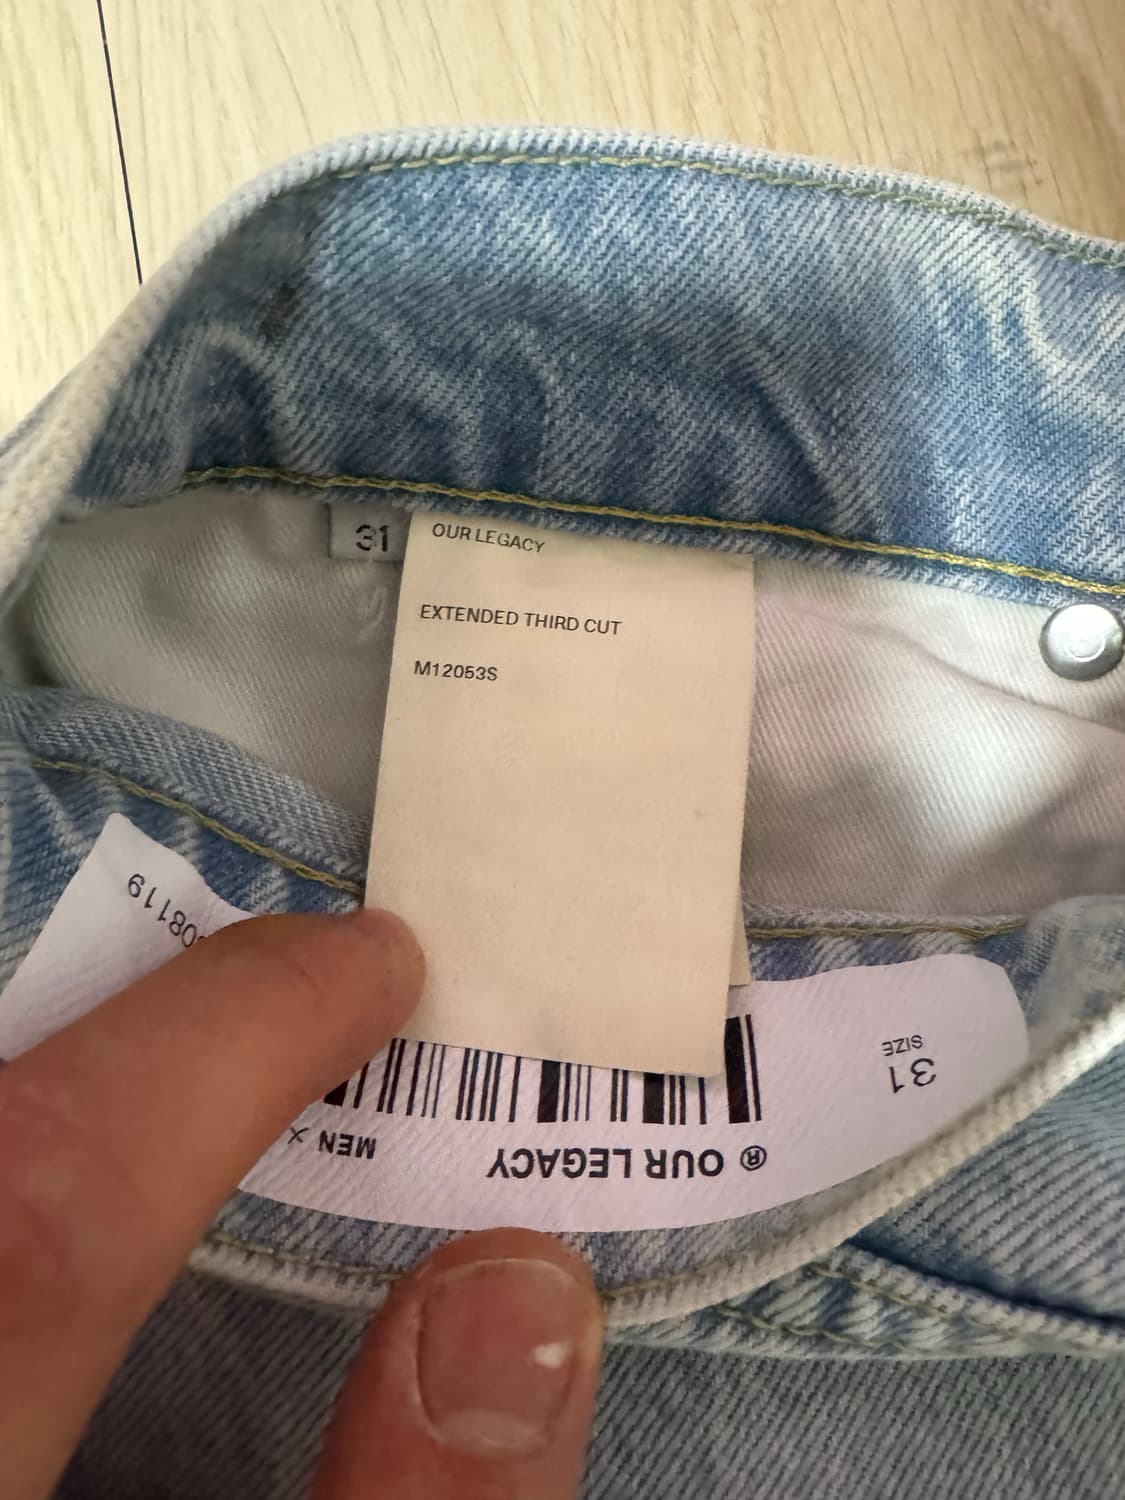 31
OUR LEGACY
EXTENDED THIRD CUT
M12053S
08119
SIZE
31
MEN X
® OUR LEGACY